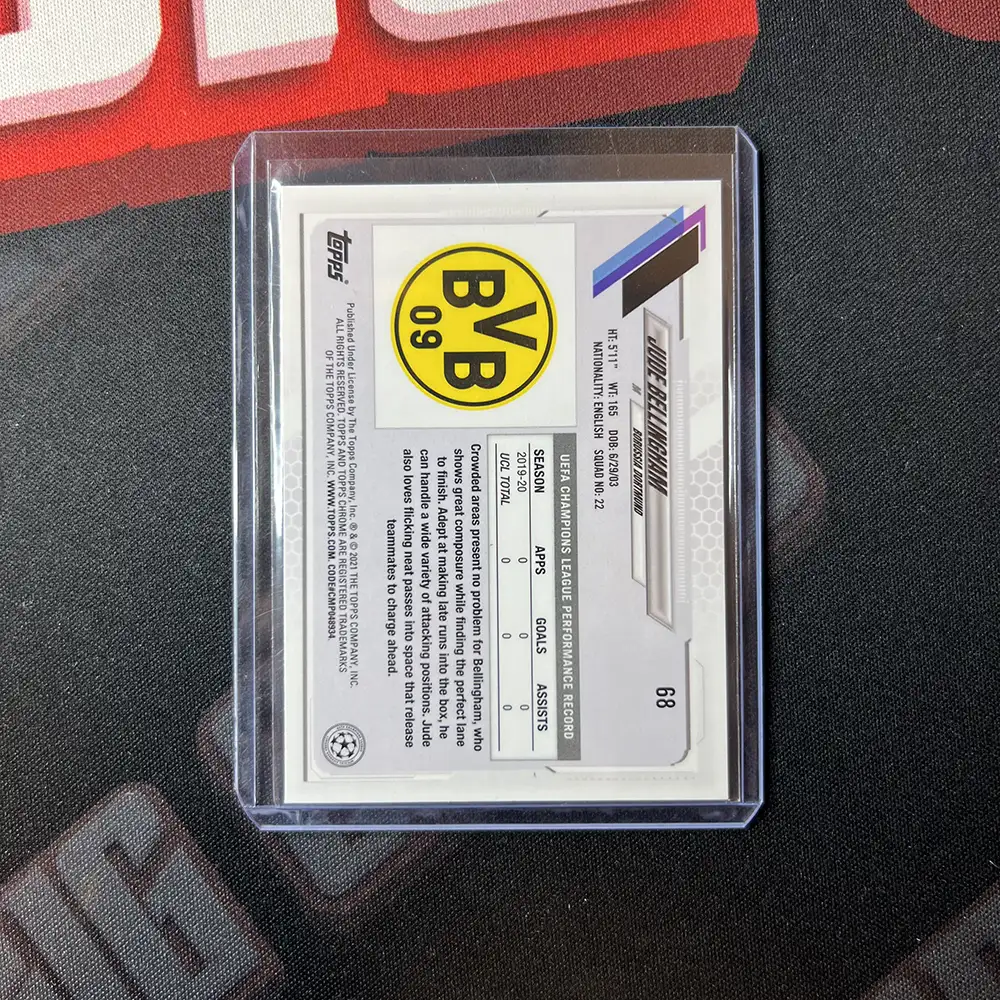 68
JUDE BELLINGHAM
M BORUSSIA DORTMUND
HT: 5'11" WT: 165 DOB: 6/29/03
NATIONALITY: ENGLISH SQUAD NO: 22
BVB
09
UEFA CHAMPIONS LEAGUE PERFORMANCE RECORD
SEASON APPS GOALS ASSISTS
2019-20 0 0 0
UCL TOTAL 0 0 0
Crowded areas present no problem for Bellingham, who
shows great composure while finding the perfect lane
to finish. Adept at making late runs into the box, he
can handle a wide variety of attacking positions. Jude
also loves flicking neat passes into space that release
teammates to charge ahead.
topps®
Published Under License by The Topps Company, Inc. ® & © 2021 THE TOPPS COMPANY, INC.
ALL RIGHTS RESERVED. TOPPS AND TOPPS CHROME ARE REGISTERED TRADEMARKS
OF THE TOPPS COMPANY, INC. WWW.TOPPS.COM. CODE#CMP048934.